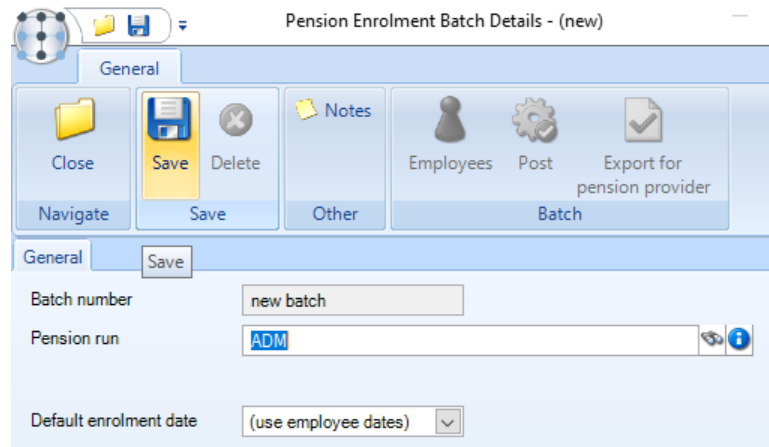 Pension Enrolment Batch Details - (new)
General
Close
Save
Delete
Notes
Employees
Post
Export for
pension provider
Navigate
Save
Other
Batch
General
Save
Batch number
new batch
Pension run
ADM
Default enrolment date
(use employee dates)